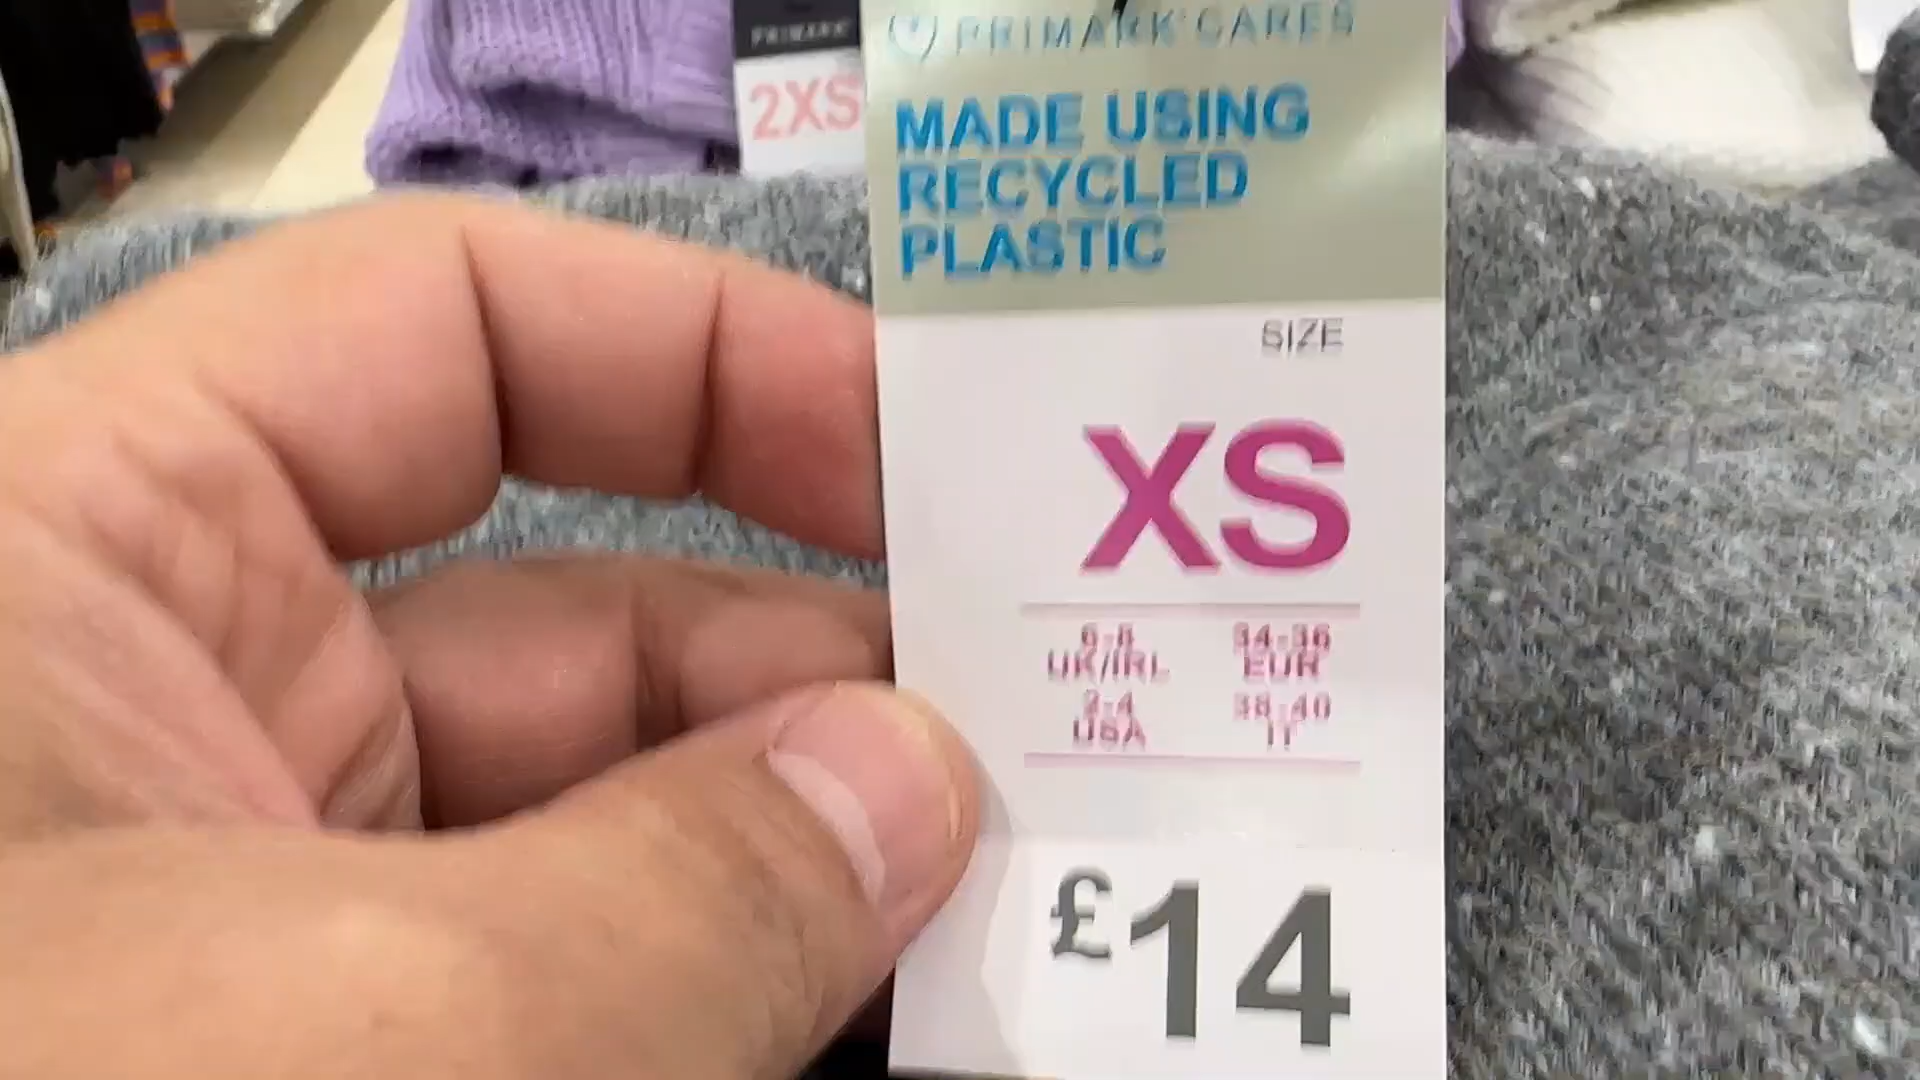 PRIMARK
2XS
PRIMARK CARES
MADE USING
RECYCLED
PLASTIC
SIZE
XS
6-8 34-36
UK/IRL EUR
2-4 38-40
USA IT
£14